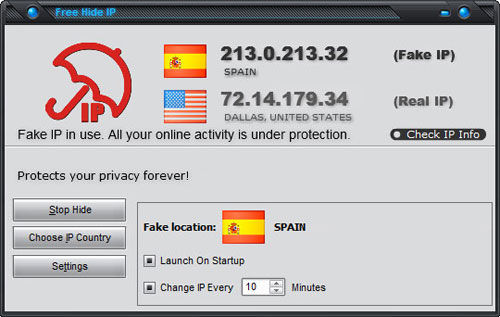 Free Hide IP
213.0.213.32 (Fake IP)
SPAIN
72.14.179.34 (Real IP)
DALLAS, UNITED STATES
IP
Fake IP in use. All your online activity is under protection.
Check IP Info
Protects your privacy forever!
Stop Hide
Choose IP Country
Settings
Fake location: SPAIN
Launch On Startup
Change IP Every 10 Minutes